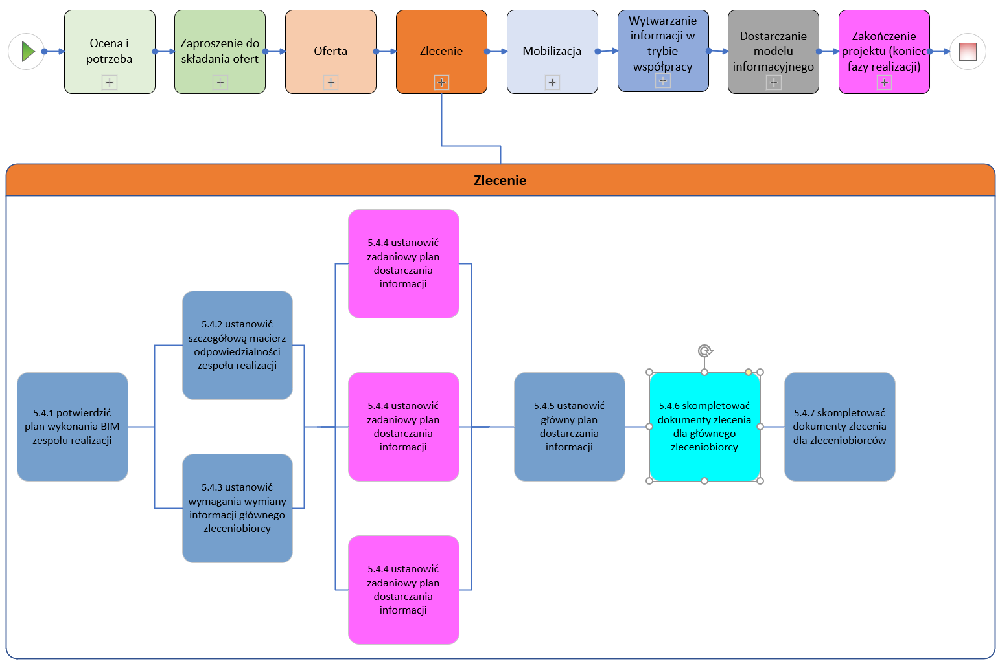 Ocena i
potrzeba
Zaproszenie do
składania ofert
Oferta
Zlecenie
Mobilizacja
Wytwarzanie
informacji w
trybie
współpracy
Dostarczanie
modelu
informacyjnego
Zakończenie
projektu (koniec
fazy realizacji)
Zlecenie
5.4.1 potwierdzić
plan wykonania BIM
zespołu realizacji
5.4.2 ustanowić
szczegółową macierz
odpowiedzialności
zespołu realizacji
5.4.3 ustanowić
wymagania wymiany
informacji głównego
zleceniobiorcy
5.4.4 ustanowić
zadaniowy plan
dostarczania
informacji
5.4.4 ustanowić
zadaniowy plan
dostarczania
informacji
5.4.4 ustanowić
zadaniowy plan
dostarczania
informacji
5.4.5 ustanowić
główny plan
dostarczania
informacji
5.4.6 skompletować
dokumenty zlecenia
dla głównego
zleceniobiorcy
5.4.7 skompletować
dokumenty zlecenia
dla zleceniobiorców